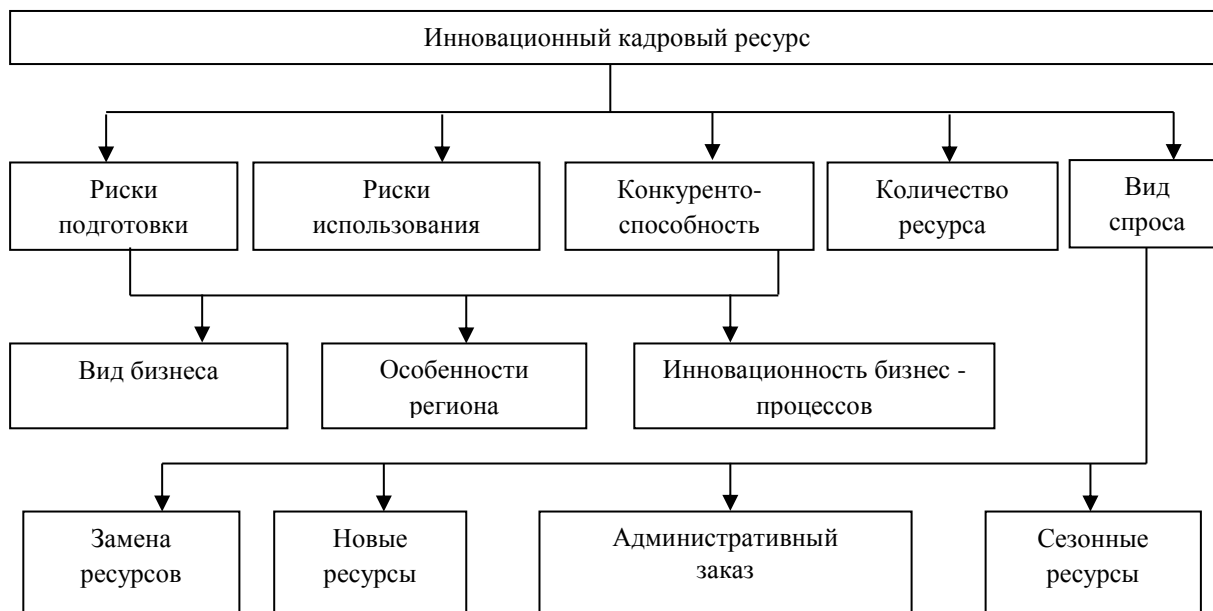 Инновационный кадровый ресурс
Риски
подготовки
Риски
использования
Конкуренто-
способность
Количество
ресурса
Вид
спроса
Вид бизнеса
Особенности
региона
Инновационность бизнес -
процессов
Замена
ресурсов
Новые
ресурсы
Административный
заказ
Сезонные
ресурсы